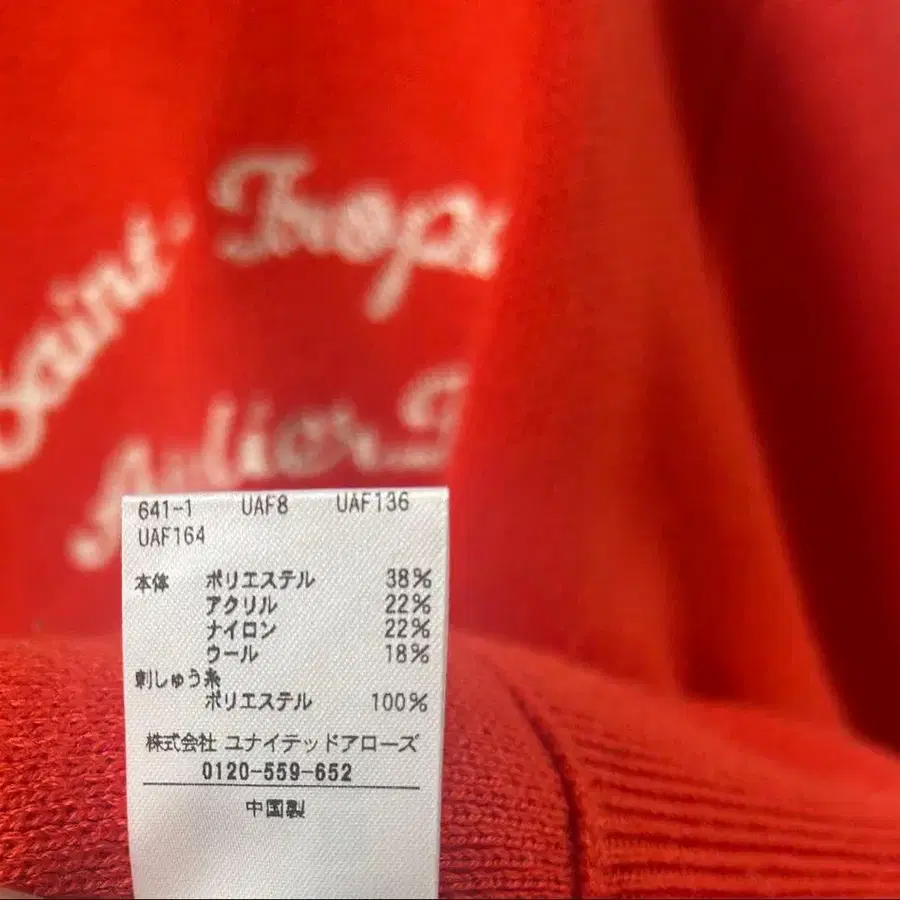 Saint-Trope
Atelier
641-1 UAF8 UAF136
UAF164
本体 ポリエステル 38%
アクリル 22%
ナイロン 22%
ウール 18%
刺しゅう糸
ポリエステル 100%
株式会社 ユナイテッドアローズ
0120-559-652
中国製